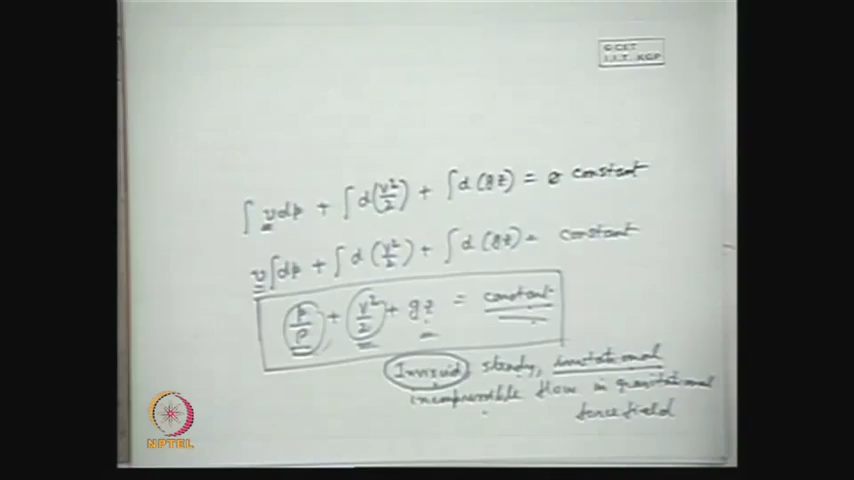 © CET
I.I.T. KGP
∫ v dp + ∫ d(V²/2) + ∫ d(gz) = constant
v ∫ dp + ∫ d(V²/2) + ∫ d(gz) = constant
p/ρ + V²/2 + gz = constant
Inviscid, steady, irrotational
incompressible flow in gravitational
force field
NPTEL